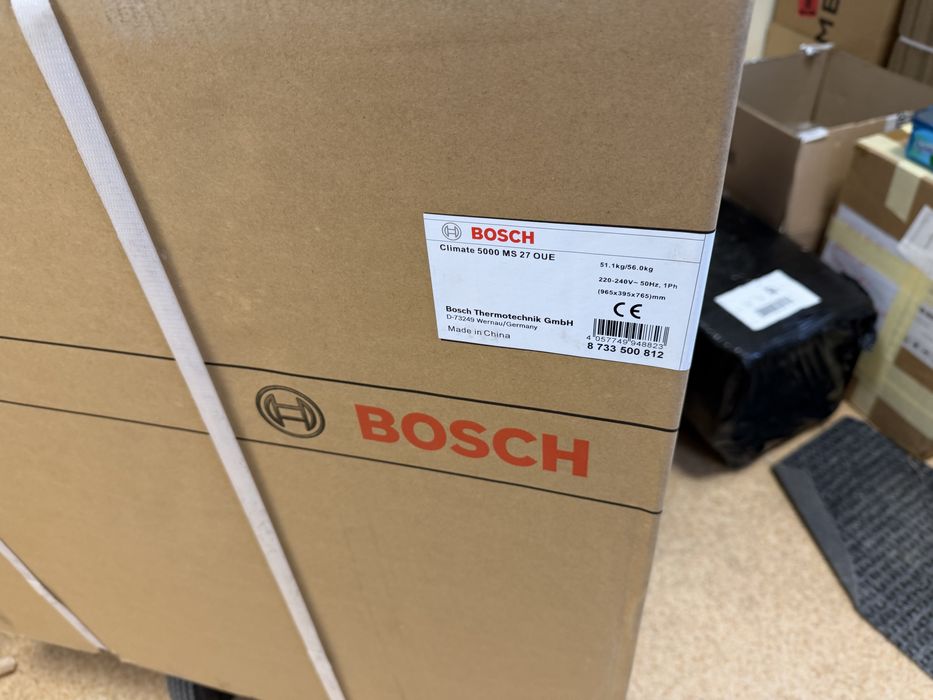 BOSCH
Climate 5000 MS 27 OUE
51.1kg/56.0kg
220-240V~ 50Hz, 1Ph
(965x395x765)mm
CE
Bosch Thermotechnik GmbH
D-73249 Wernau/Germany
Made in China
4 057749 948823
8 733 500 812
BOSCH
ME